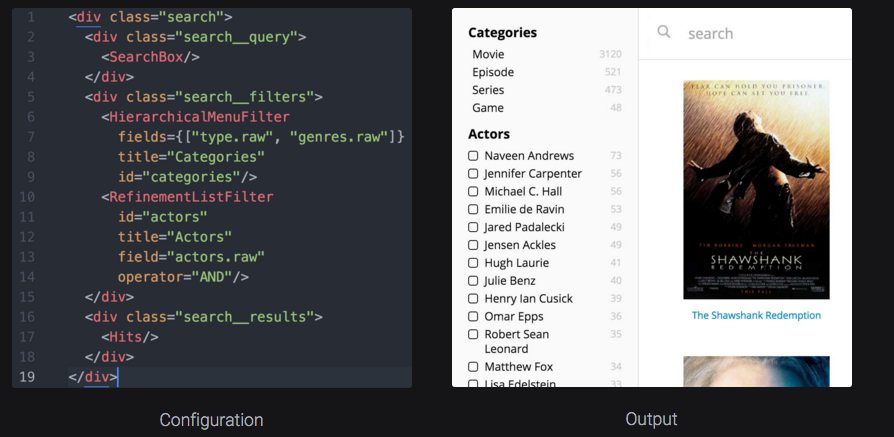 1 <div class="search">
2 <div class="search__query">
3 <SearchBox/>
4 </div>
5 <div class="search__filters">
6 <HierarchicalMenuFilter
7 fields={["type.raw", "genres.raw"]}
8 title="Categories"
9 id="categories"/>
10 <RefinementListFilter
11 id="actors"
12 title="Actors"
13 field="actors.raw"
14 operator="AND"/>
15 </div>
16 <div class="search__results">
17 <Hits/>
18 </div>
19 </div>
Configuration
Categories
Movie 3120
Episode 521
Series 473
Game 48
Actors
Naveen Andrews 73
Jennifer Carpenter 56
Michael C. Hall 56
Emilie de Ravin 53
Jared Padalecki 49
Jensen Ackles 49
Hugh Laurie 41
Julie Benz 40
Henry Ian Cusick 39
Omar Epps 36
Robert Sean 35
Leonard
Matthew Fox 34
Lisa Edelstein 33
search
FEAR CAN HOLD YOU PRISONER.
HOPE CAN SET YOU FREE.
TIM ROBBINS MORGAN FREEMAN
THE
SHAWSHANK
REDEMPTION
The Shawshank Redemption
Output